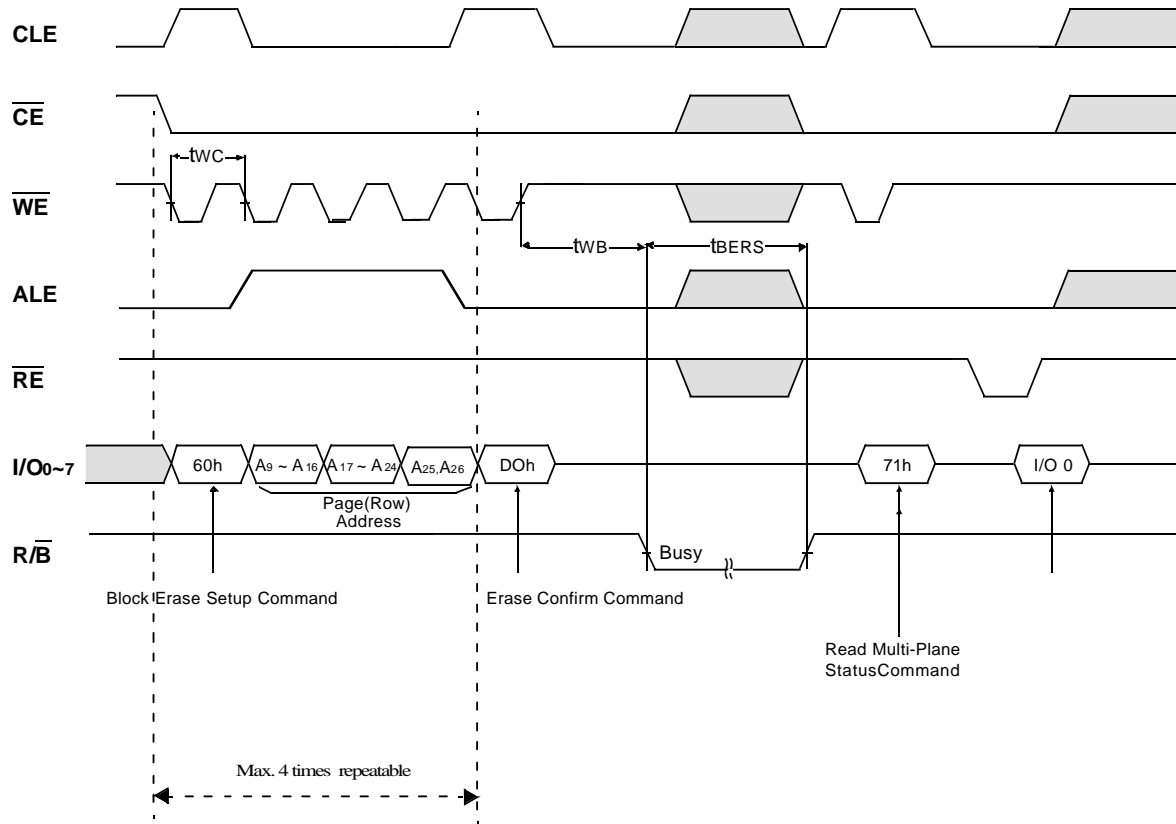 CLE
CE
tWC
WE
tWB
tBERS
ALE
RE
I/O0~7
60h
A9 ~ A16
A17 ~ A24
A25,A26
DOh
71h
I/O 0
Page(Row)
Address
R/B
Busy
Block Erase Setup Command
Erase Confirm Command
Read Multi-Plane
StatusCommand
Max. 4 times repeatable